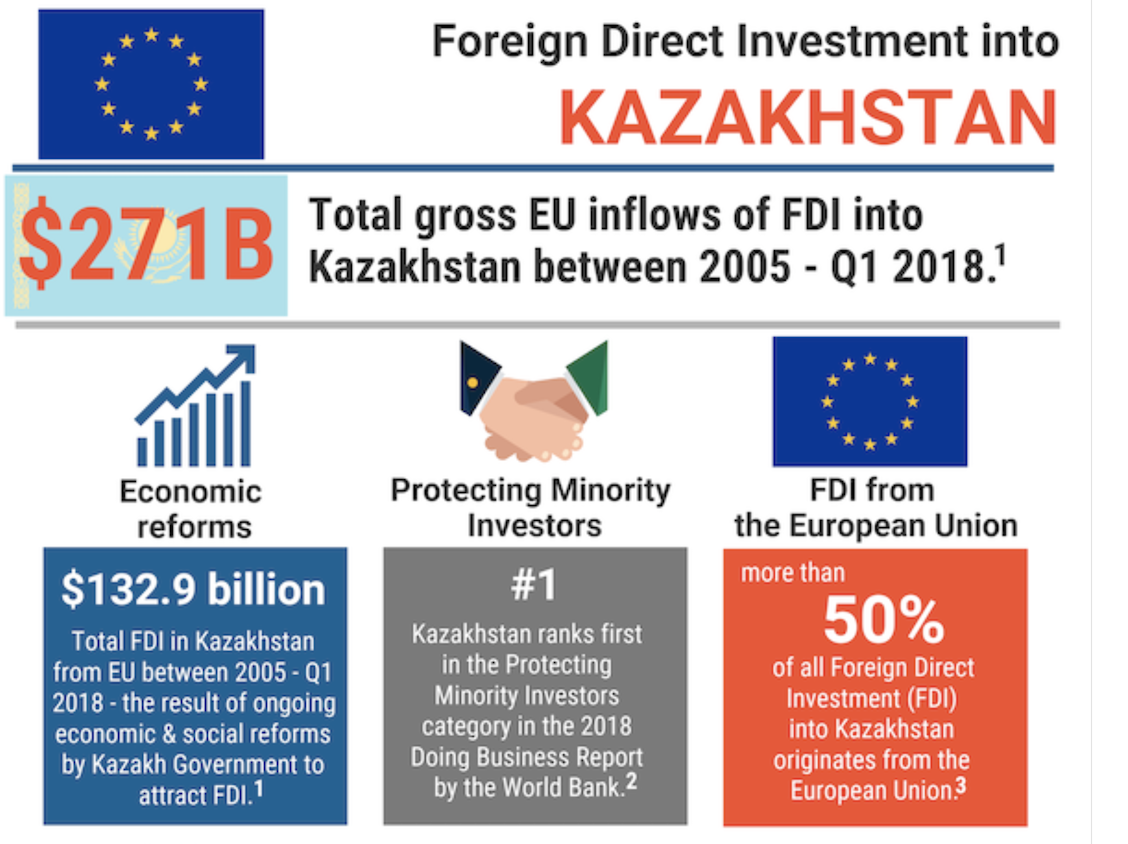 Foreign Direct Investment into
KAZAKHSTAN
$271B
Total gross EU inflows of FDI into
Kazakhstan between 2005 - Q1 2018.1
Economic
reforms
$132.9 billion
Total FDI in Kazakhstan
from EU between 2005 - Q1
2018 - the result of ongoing
economic & social reforms
by Kazakh Government to
attract FDI.1
Protecting Minority
Investors
#1
Kazakhstan ranks first
in the Protecting
Minority Investors
category in the 2018
Doing Business Report
by the World Bank.2
FDI from
the European Union
more than
50%
of all Foreign Direct
Investment (FDI)
into Kazakhstan
originates from the
European Union.3